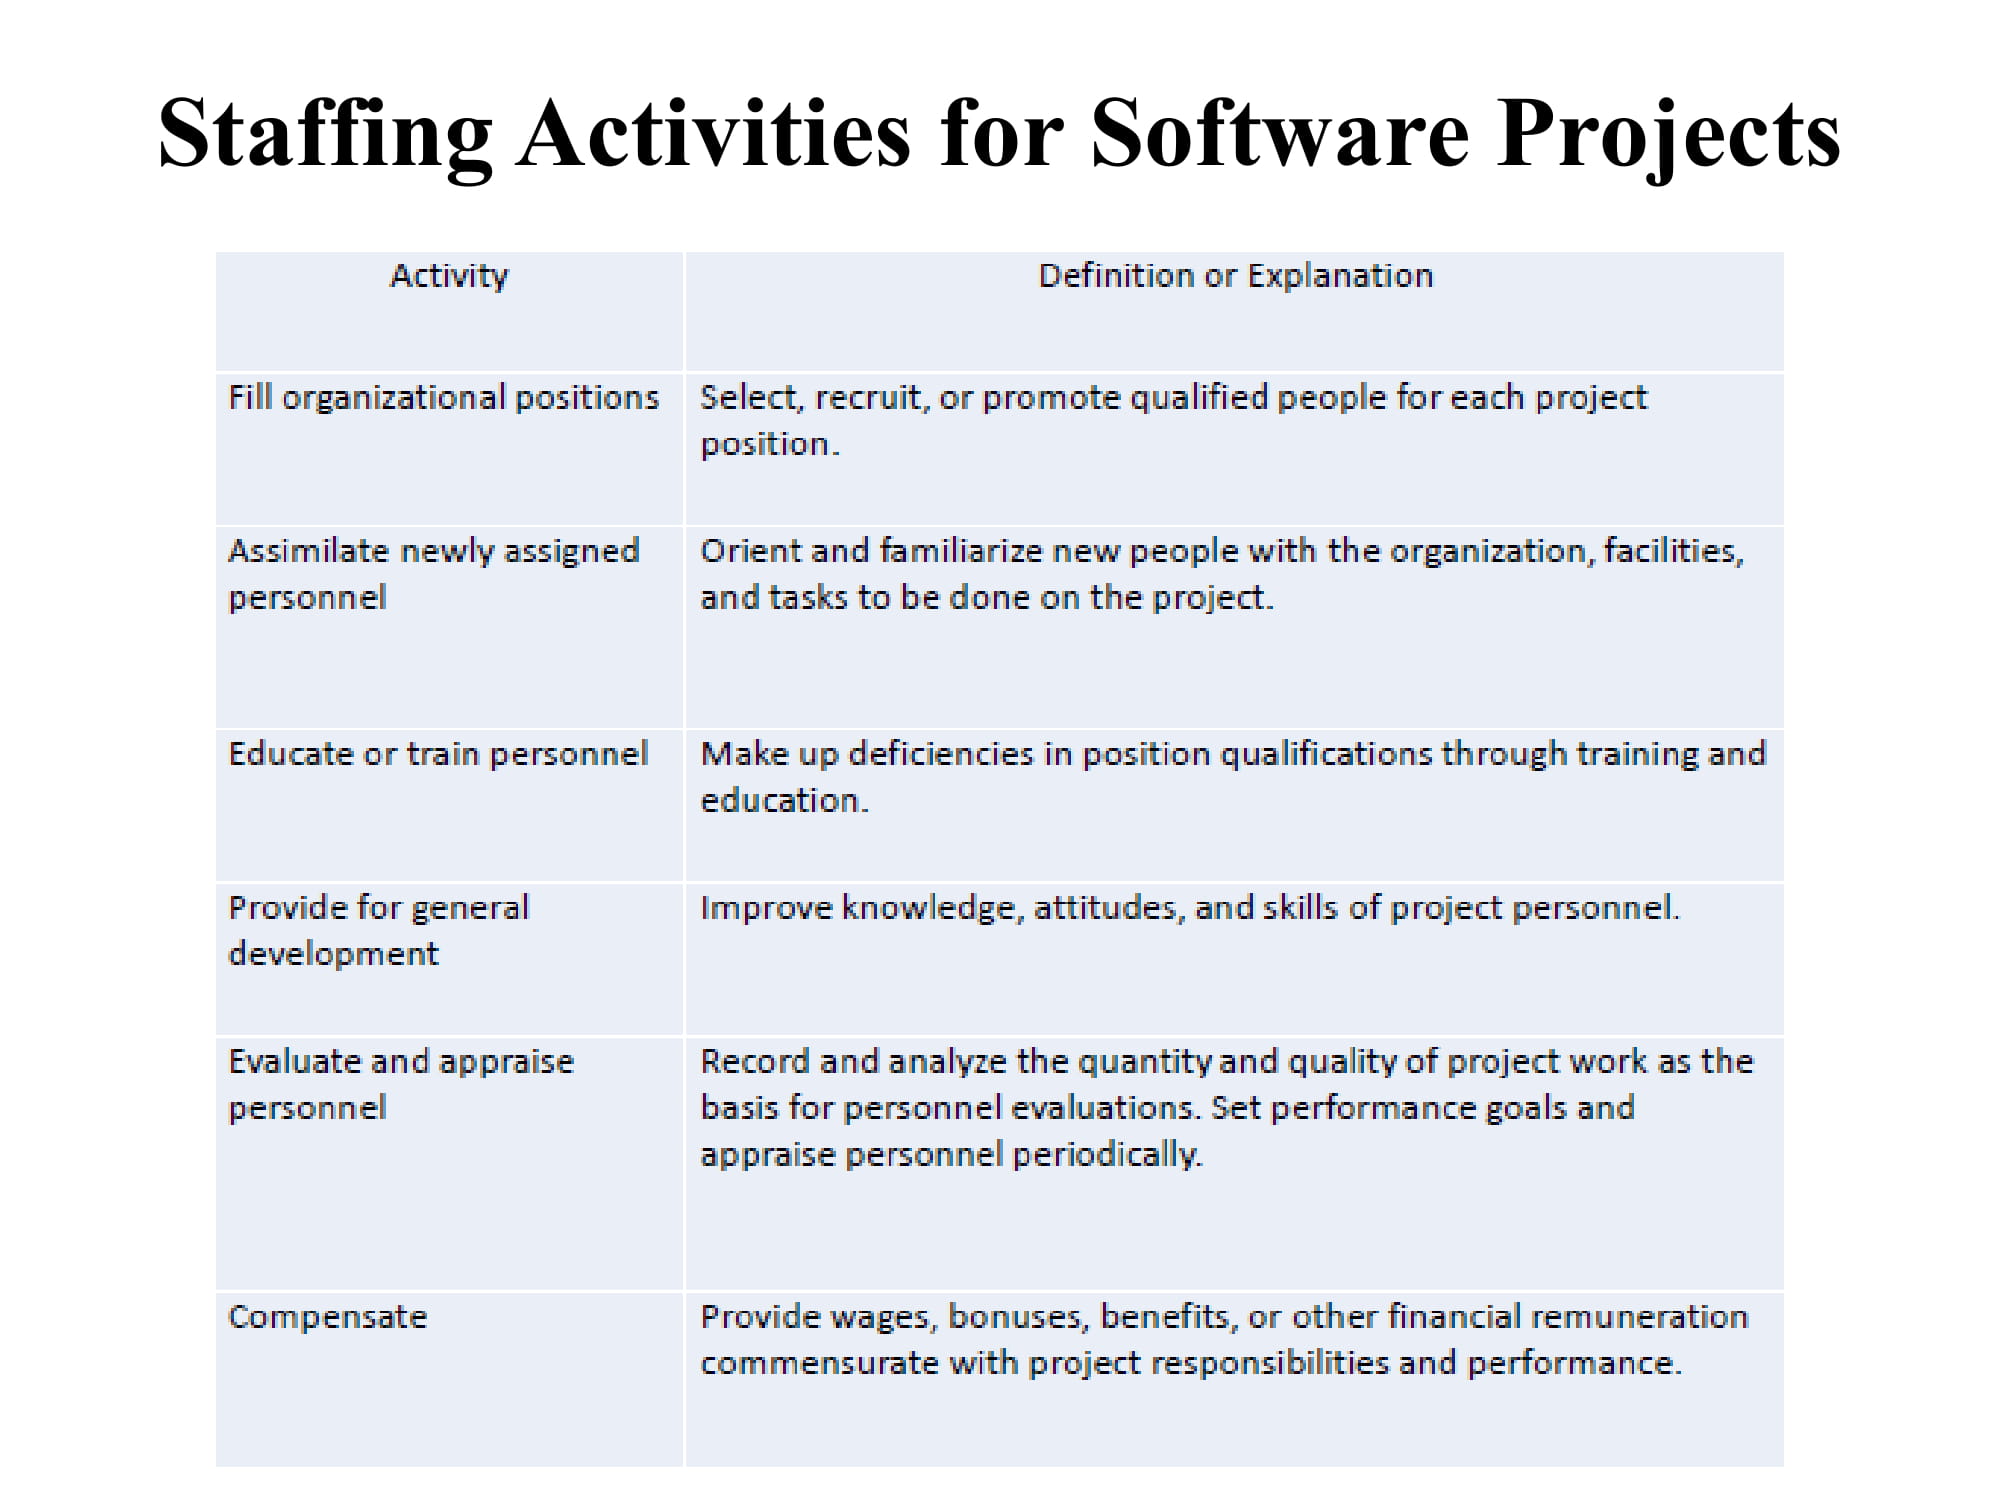 Staffing Activities for Software Projects
Activity
Definition or Explanation
Fill organizational positions
Select, recruit, or promote qualified people for each project
position.
Assimilate newly assigned
personnel
Orient and familiarize new people with the organization, facilities,
and tasks to be done on the project.
Educate or train personnel
Make up deficiencies in position qualifications through training and
education.
Provide for general
development
Improve knowledge, attitudes, and skills of project personnel.
Evaluate and appraise
personnel
Record and analyze the quantity and quality of project work as the
basis for personnel evaluations. Set performance goals and
appraise personnel periodically.
Compensate
Provide wages, bonuses, benefits, or other financial remuneration
commensurate with project responsibilities and performance.